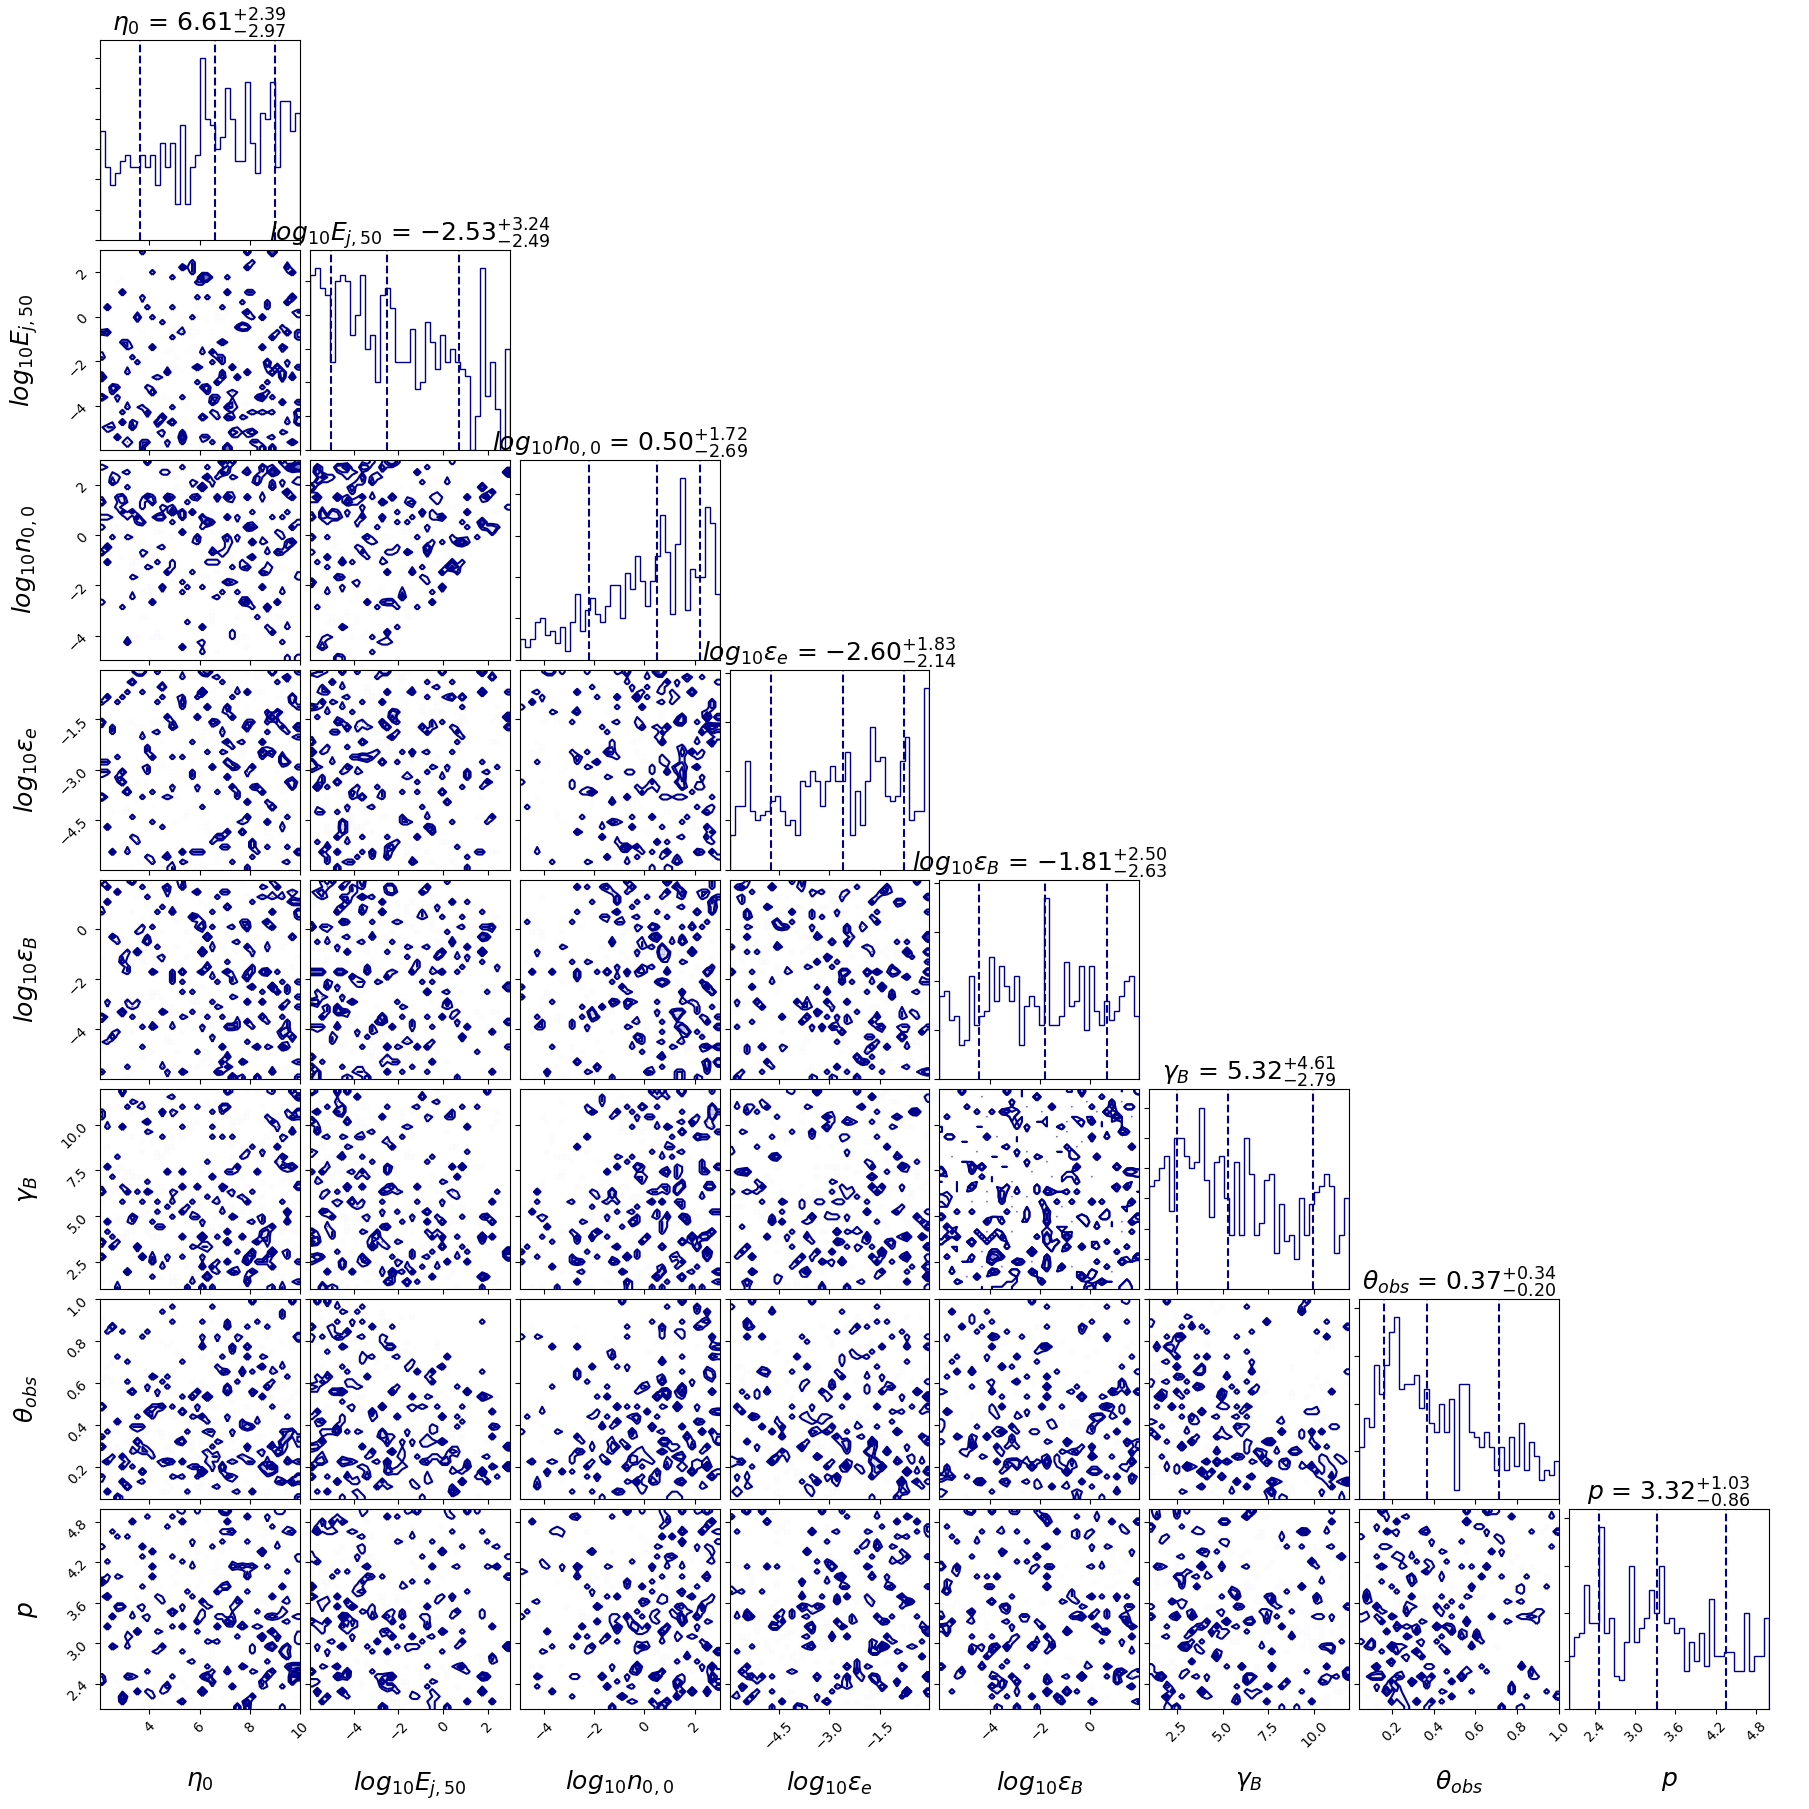 η₀ = 6.61^{+2.39}_{−2.97}
log₁₀E_{j,50} = −2.53^{+3.24}_{−2.49}
2
0
−2
−4
log₁₀E_{j,50}
log₁₀n_{0,0} = 0.50^{+1.72}_{−2.69}
2
0
−2
−4
log₁₀n_{0,0}
log₁₀ε_e = −2.60^{+1.83}_{−2.14}
−1.5
−3.0
−4.5
log₁₀ε_e
log₁₀ε_B = −1.81^{+2.50}_{−2.63}
0
−2
−4
log₁₀ε_B
γ_B = 5.32^{+4.61}_{−2.79}
10.0
7.5
5.0
2.5
γ_B
θ_{obs} = 0.37^{+0.34}_{−0.20}
1.0
0.8
0.6
0.4
0.2
θ_{obs}
p = 3.32^{+1.03}_{−0.86}
4.8
4.2
3.6
3.0
2.4
p
4 6 8 10 −4 −2 0 2 −4 −2 0 2 −4.5 −3.0 −1.5 −4 −2 0 2.5 5.0 7.5 10.0 0.2 0.4 0.6 0.8 1.0 2.4 3.0 3.6 4.2 4.8
η₀ log₁₀E_{j,50} log₁₀n_{0,0} log₁₀ε_e log₁₀ε_B γ_B θ_{obs} p